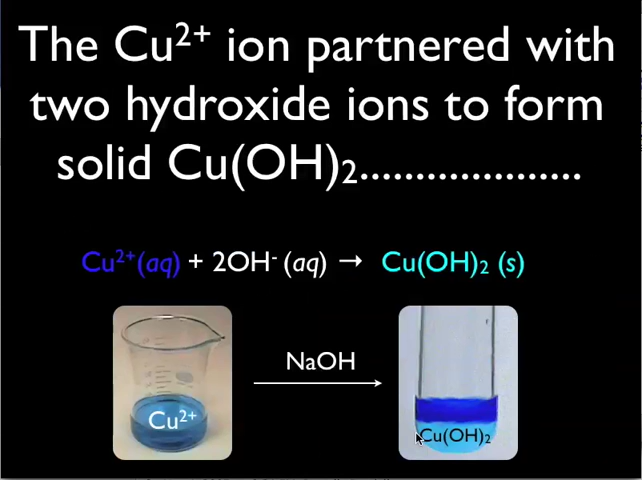 The Cu²⁺ ion partnered with
two hydroxide ions to form
solid Cu(OH)₂....................
Cu²⁺(aq) + 2OH⁻ (aq) → Cu(OH)₂ (s)
NaOH
Cu²⁺
Cu(OH)₂